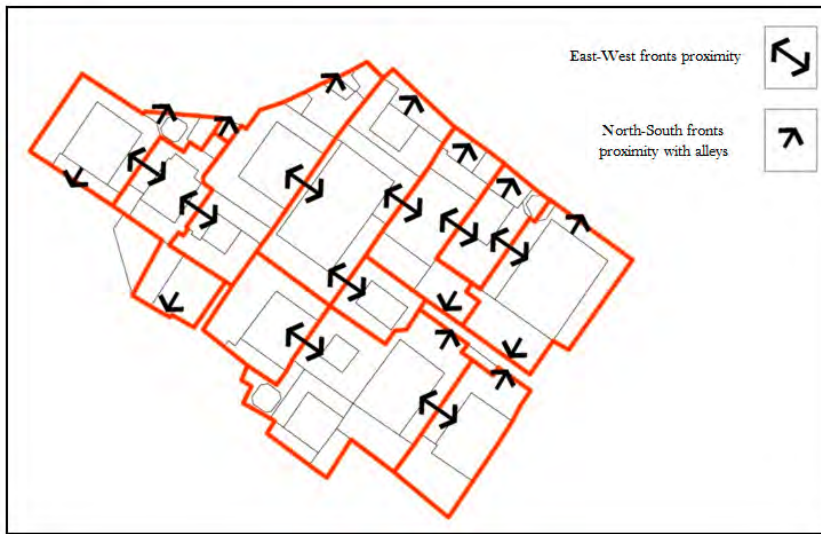 East-West fronts proximity
North-South fronts
proximity with alleys